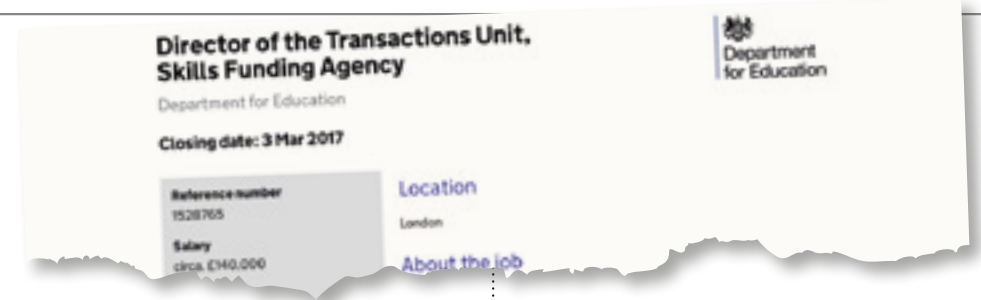 Director of the Transactions Unit,
Skills Funding Agency
Department for Education
Closing date: 3 Mar 2017
Department
for Education
Reference number
1528765
Salary
circa. £140,000
Location
London
About the job